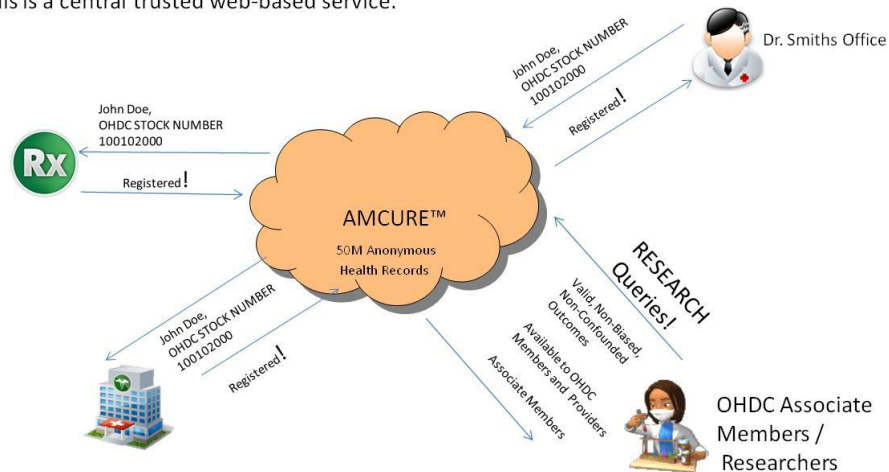 is is a central trusted web-based service.
Dr. Smiths Office
John Doe,
OHDC STOCK NUMBER
100102000
Registered!
John Doe,
OHDC STOCK NUMBER
100102000
Rx
Registered!
AMCURE™
50M Anonymous
Health Records
John Doe,
OHDC STOCK NUMBER
100102000
Registered!
RESEARCH
Queries!
Valid, Non-Biased,
Non-Confounded
Outcomes
Available to OHDC
Members and Providers
Associate Members
OHDC Associate
Members /
Researchers